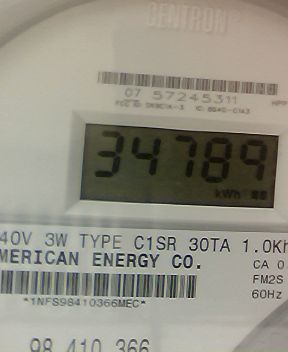 CENTRON
07 57245311
34789
kWh
40V 3W TYPE C1SR 30TA 1.0Kh
MERICAN ENERGY CO.
CA 0
FM2S
60Hz
*1NFS98410366MEC*
98 410 366